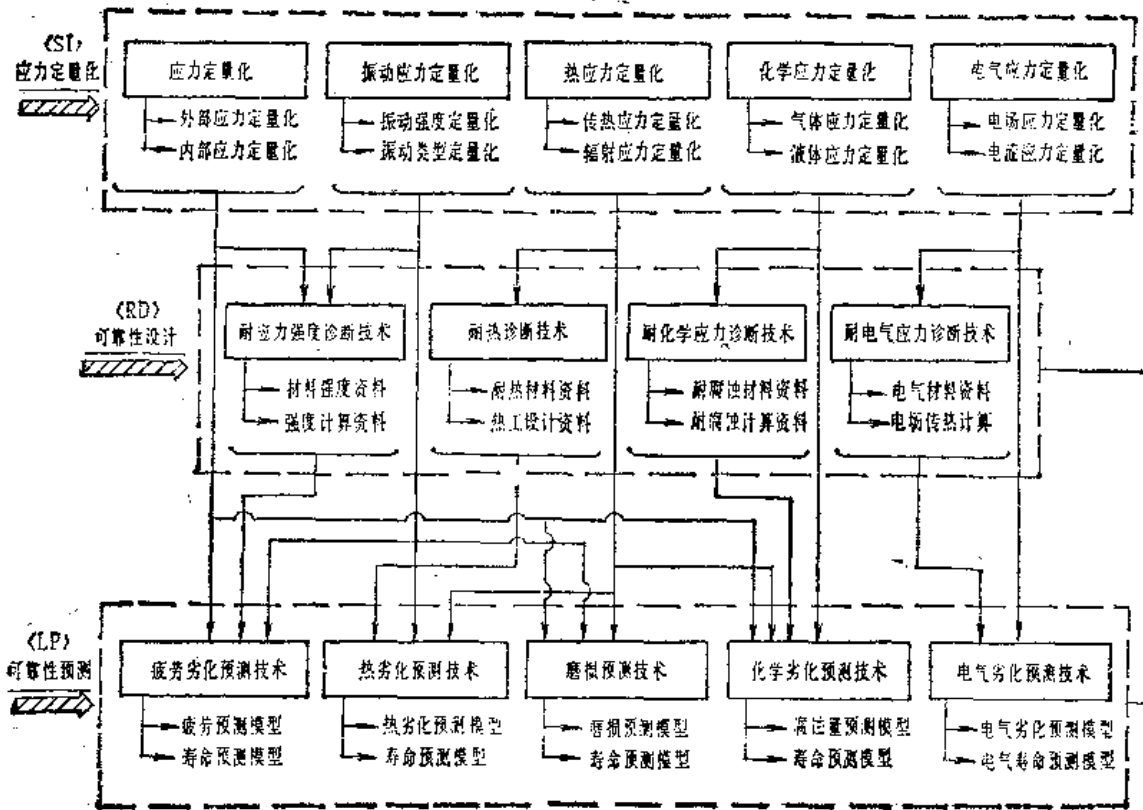 〈SI〉
应力定量化
应力定量化
振动应力定量化
热应力定量化
化学应力定量化
电气应力定量化
外部应力定量化
内部应力定量化
振动强度定量化
振动类型定量化
传热应力定量化
辐射应力定量化
气体应力定量化
液体应力定量化
电场应力定量化
电流应力定量化
〈RD〉
可靠性设计
耐应力强度诊断技术
耐热诊断技术
耐化学应力诊断技术
耐电气应力诊断技术
材料强度资料
强度计算资料
耐热材料资料
热工设计资料
耐腐蚀材料资料
耐腐蚀计算资料
电气材料资料
电场传热计算
〈LP〉
可靠性预测
疲劳劣化预测技术
热劣化预测技术
磨损预测技术
化学劣化预测技术
电气劣化预测技术
疲劳预测模型
寿命预测模型
热劣化预测模型
寿命预测模型
磨损预测模型
寿命预测模型
预测模型
寿命预测模型
电气劣化预测模型
电气寿命预测模型